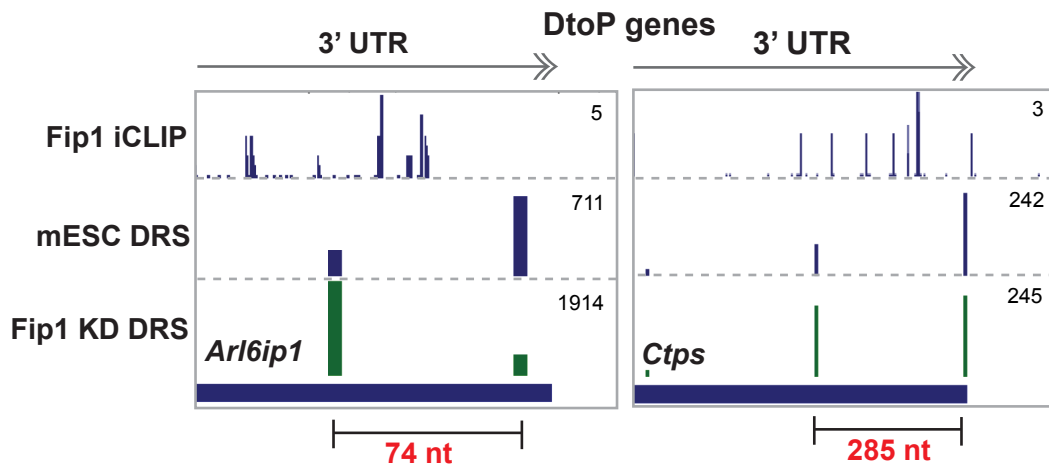 DtoP genes
3’ UTR
3’ UTR
Fip1 iCLIP
5
3
mESC DRS
711
242
Fip1 KD DRS
1914
245
Arl6ip1
Ctps
74 nt
285 nt